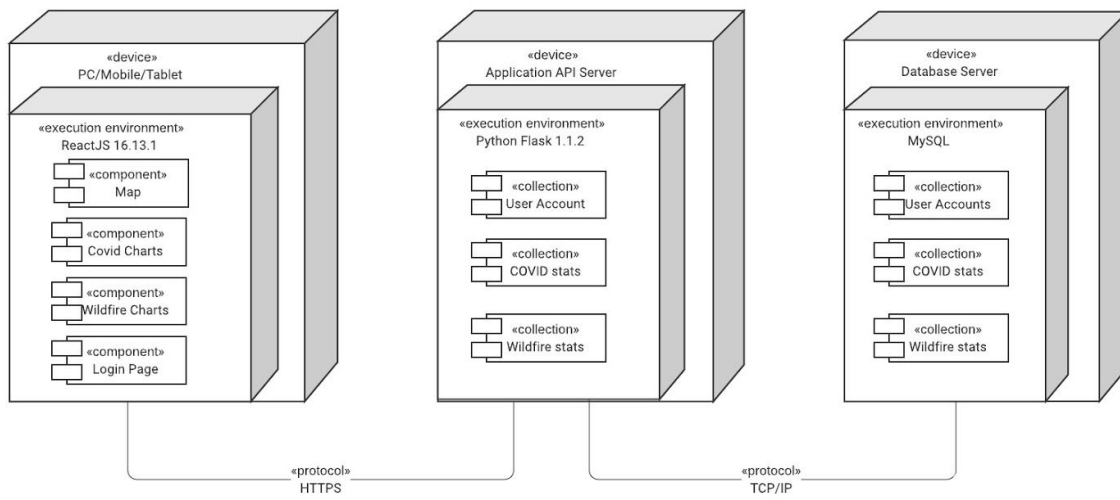 «device»
PC/Mobile/Tablet
«execution environment»
ReactJS 16.13.1
«component»
Map
«component»
Covid Charts
«component»
Wildfire Charts
«component»
Login Page
«device»
Application API Server
«execution environment»
Python Flask 1.1.2
«collection»
User Account
«collection»
COVID stats
«collection»
Wildfire stats
«device»
Database Server
«execution environment»
MySQL
«collection»
User Accounts
«collection»
COVID stats
«collection»
Wildfire stats
«protocol»
HTTPS
«protocol»
TCP/IP